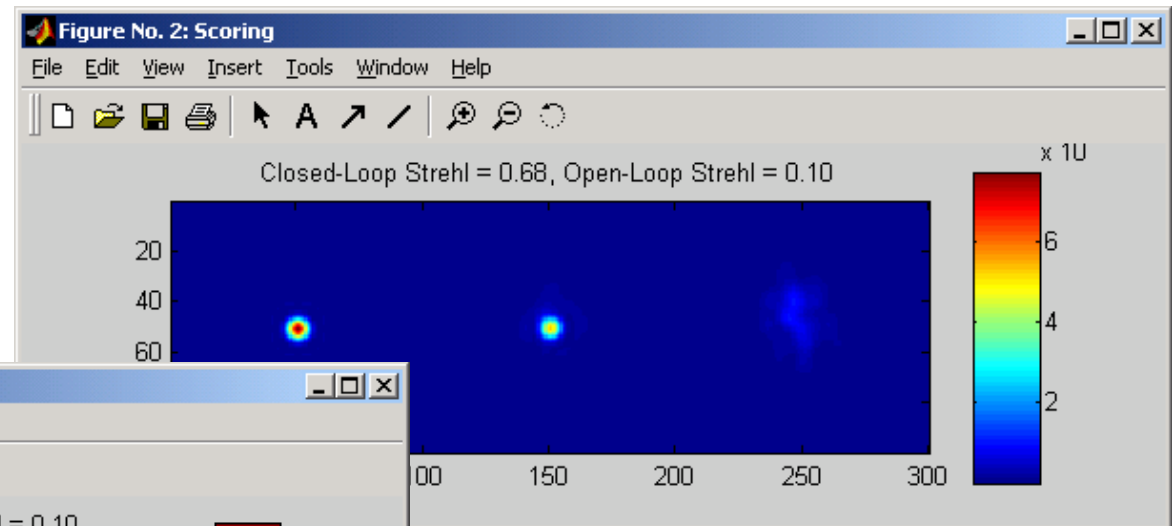 Figure No. 2: Scoring
File Edit View Insert Tools Window Help
A
x 10
Closed-Loop Strehl = 0.68, Open-Loop Strehl = 0.10
20
40
60
6
4
2
00 150 200 250 300
= 0.10